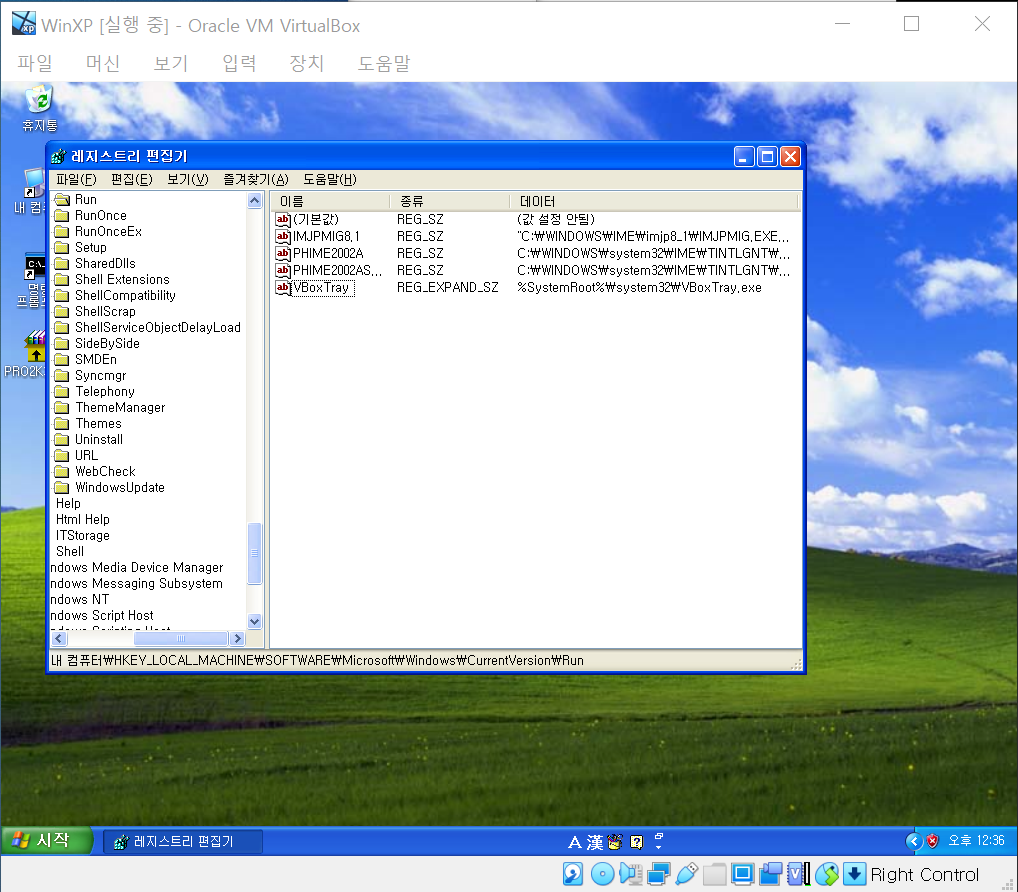 WinXP [실행 중] - Oracle VM VirtualBox
파일 머신 보기 입력 장치 도움말
휴지통
레지스트리 편집기
파일(F) 편집(E) 보기(V) 즐겨찾기(A) 도움말(H)
내 컴
C:\
명령
프롬
PRO2K
Run
RunOnce
RunOnceEx
Setup
SharedDlls
Shell Extensions
ShellCompatibility
ShellScrap
ShellServiceObjectDelayLoad
SideBySide
SMDEn
Syncmgr
Telephony
ThemeManager
Themes
Uninstall
URL
WebCheck
WindowsUpdate
Help
Html Help
ITStorage
Shell
ndows Media Device Manager
ndows Messaging Subsystem
ndows NT
ndows Script Host
ndows Scripting Host
이름 종류 데이터
(기본값) REG_SZ (값 설정 안됨)
IMJPMIG8.1 REG_SZ "C:₩WINDOWS₩IME₩imjp8_1₩IMJPMIG.EXE...
PHIME2002A REG_SZ C:₩WINDOWS₩system32₩IME₩TINTLGNT₩...
PHIME2002AS... REG_SZ C:₩WINDOWS₩system32₩IME₩TINTLGNT₩...
VBoxTray REG_EXPAND_SZ %SystemRoot%₩system32₩VBoxTray.exe
내 컴퓨터₩HKEY_LOCAL_MACHINE₩SOFTWARE₩Microsoft₩Windows₩CurrentVersion₩Run
시작 레지스트리 편집기 A 漢 오후 12:36
Right Control